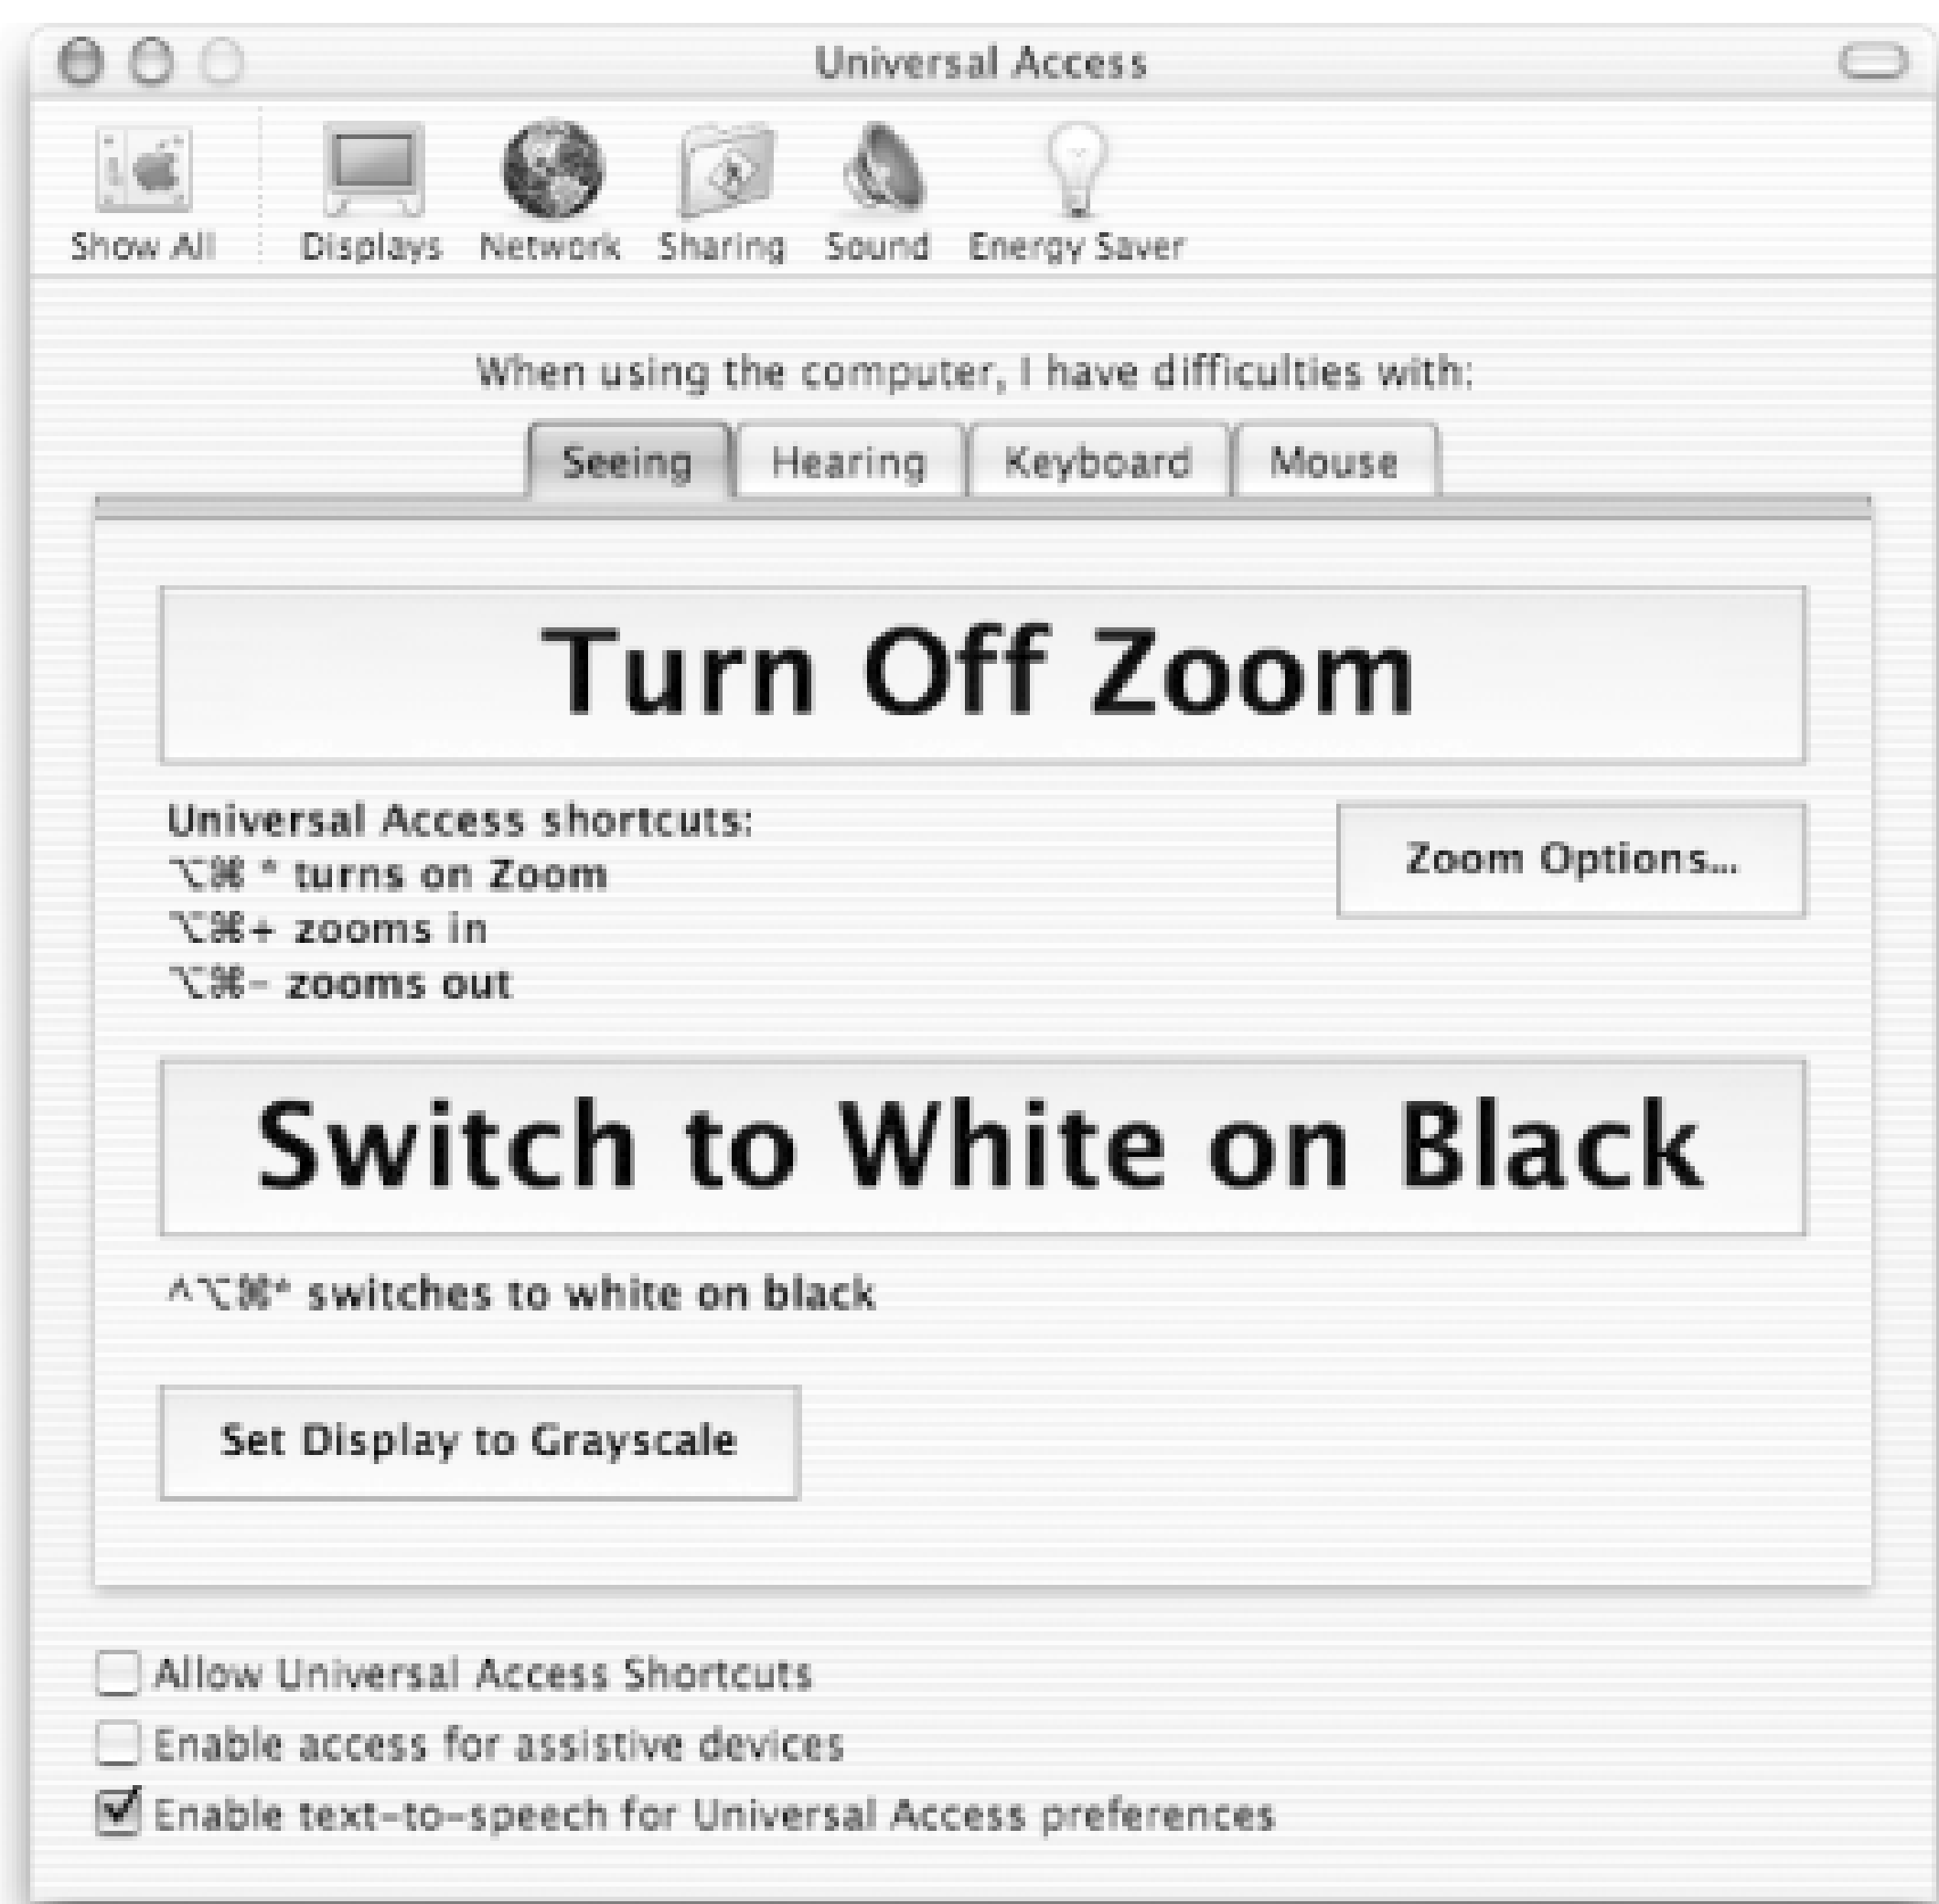 Universal Access
Show All Displays Network Sharing Sound Energy Saver
When using the computer, I have difficulties with:
Seeing Hearing Keyboard Mouse
Turn Off Zoom
Universal Access shortcuts:
⌥⌘ * turns on Zoom
Zoom Options...
⌥⌘+ zooms in
⌥⌘- zooms out
Switch to White on Black
^⌥⌘* switches to white on black
Set Display to Grayscale
Allow Universal Access Shortcuts
Enable access for assistive devices
Enable text-to-speech for Universal Access preferences